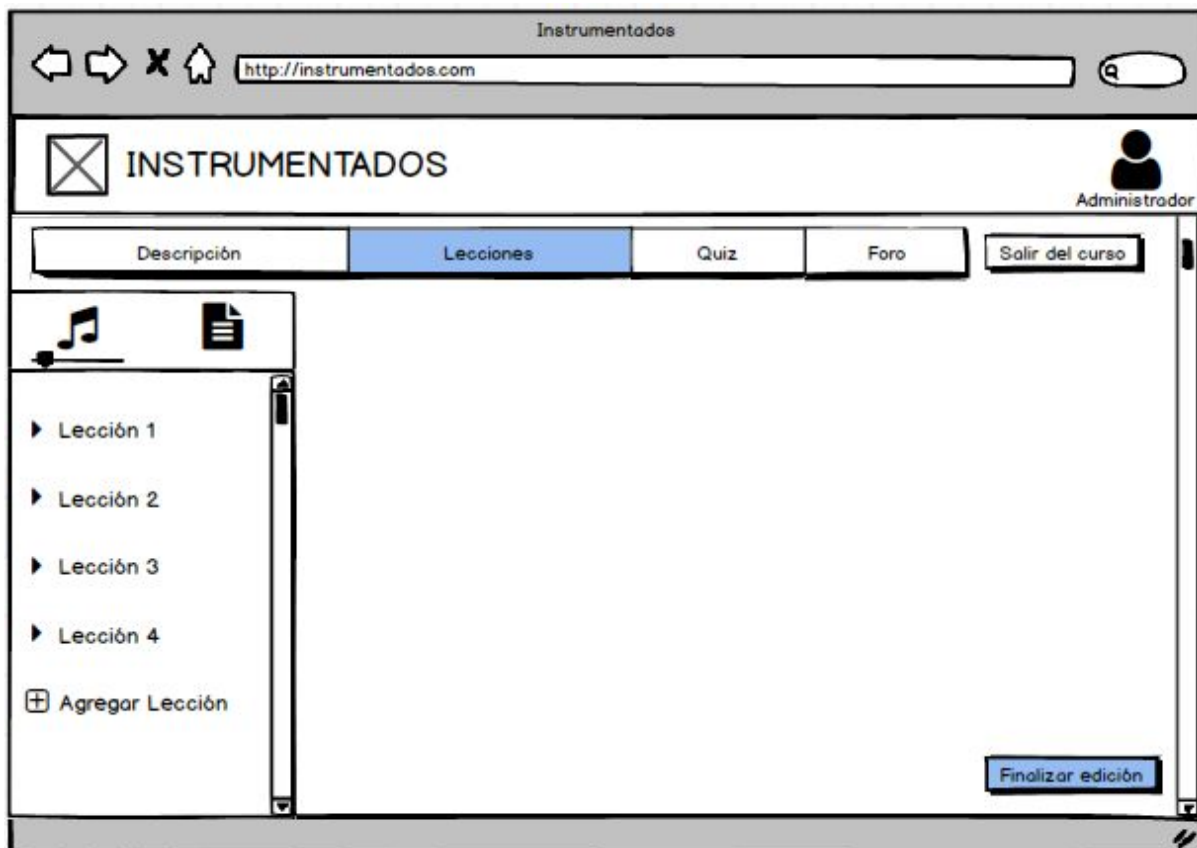 Instrumentados
http://instrumentados.com
INSTRUMENTADOS
Administrador
Descripción
Lecciones
Quiz
Foro
Salir del curso
Lección 1
Lección 2
Lección 3
Lección 4
Agregar Lección
Finalizar edición